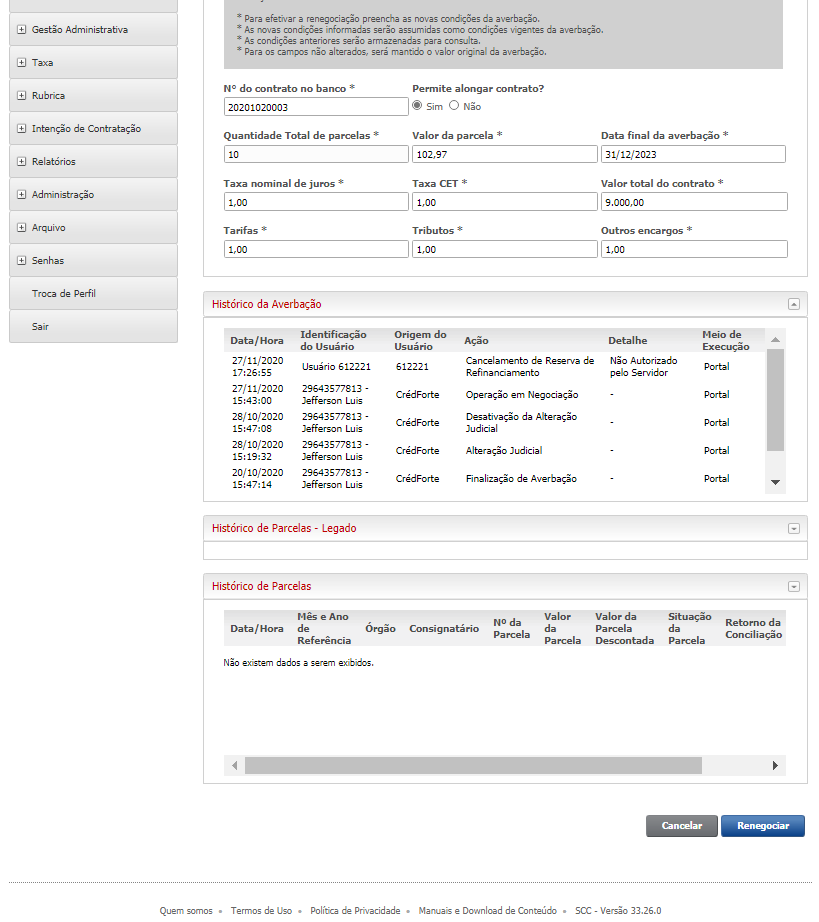 * Para efetivar a renegociação preencha as novas condições da averbação.
* As novas condições informadas serão assumidas como condições vigentes da averbação.
* As condições anteriores serão armazenadas para consulta.
* Para os campos não alterados, será mantido o valor original da averbação.
Gestão Administrativa
Taxa
Rubrica
Intenção de Contratação
Relatórios
Administração
Arquivo
Senhas
Troca de Perfil
Sair
Nº do contrato no banco * Permite alongar contrato?
20201020003 Sim Não
Quantidade Total de parcelas * Valor da parcela * Data final da averbação *
10 102,97 31/12/2023
Taxa nominal de juros * Taxa CET * Valor total do contrato *
1,00 1,00 9.000,00
Tarifas * Tributos * Outros encargos *
1,00 1,00 1,00
Histórico da Averbação
Data/Hora Identificação do Usuário Origem do Usuário Ação Detalhe Meio de Execução
27/11/2020 17:26:55 Usuário 612221 612221 Cancelamento de Reserva de Refinanciamento Não Autorizado pelo Servidor Portal
27/11/2020 15:43:00 29643577813 - Jefferson Luis CrédForte Operação em Negociação - Portal
28/10/2020 15:47:08 29643577813 - Jefferson Luis CrédForte Desativação da Alteração Judicial - Portal
28/10/2020 15:19:32 29643577813 - Jefferson Luis CrédForte Alteração Judicial - Portal
20/10/2020 15:47:14 29643577813 - Jefferson Luis CrédForte Finalização de Averbação - Portal
Histórico de Parcelas - Legado
Histórico de Parcelas
Data/Hora Mês e Ano de Referência Órgão Consignatário Nº da Parcela Valor da Parcela Valor da Parcela Descontada Situação da Parcela Retorno da Conciliação
Não existem dados a serem exibidos.
Cancelar Renegociar
Quem somos • Termos de Uso • Política de Privacidade • Manuais e Download de Conteúdo • SCC - Versão 33.26.0